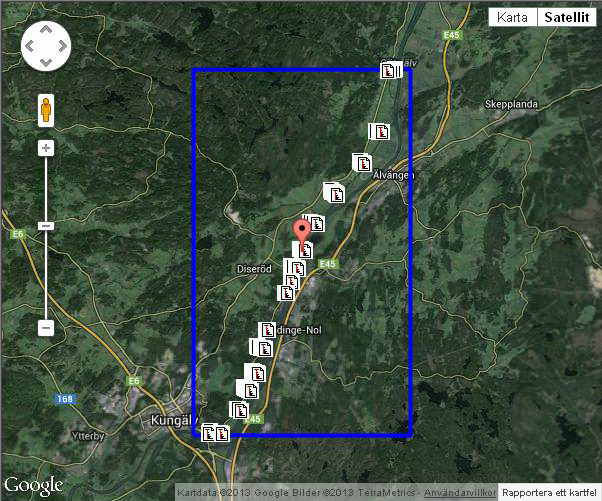 Karta
Satellit
E45
Skepplanda
Älvängen
E6
E45
Diseröd
dinge-Nol
E6
168
E45
Kungäl
Ytterby
Google
Kartdata ©2013 Google Bilder ©2013 TerraMetrics - Användarvillkor
Rapportera ett kartfel